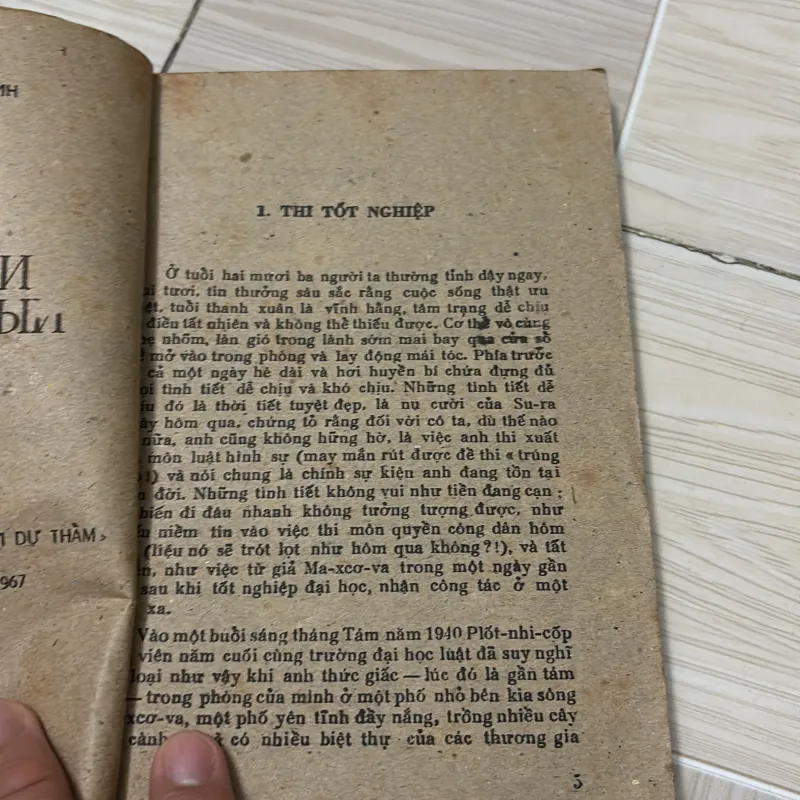 ИН
И
ЫЙ
DỰ THẦM»
967
1. THI TỐT NGHIỆP
Ở tuổi hai mươi ba người ta thường tỉnh dậy ngay,
tươi, tin thưởng sâu sắc rằng cuộc sống thật ưu
tuổi thanh xuân là vĩnh hằng, tâm trạng dễ chịu
điều tất nhiên và không thể thiếu được. Cơ thể vô cùng
nhõm, làn gió trong lành sớm mai bay qua cửa sổ
mở vào trong phòng và lay động mái tóc. Phía trước
cả một ngày hè dài và hơi huyền bí chứa đựng đủ
tình tiết dễ chịu và khó chịu. Những tình tiết dễ
đó là thời tiết tuyệt đẹp, là nụ cười của Su-ra
hôm qua, chứng tỏ rằng đối với cô ta, dù thế nào
nữa, anh cũng không hững hờ, là việc anh thi xuất
môn luật hình sự (may mắn rút được đề thi «trúng
!) và nói chung là chính sự kiện anh đang tồn tại
đời. Những tình tiết không vui như tiền đang cạn ;
biến đi đâu nhanh không tưởng tượng được, như
niềm tin vào việc thi môn quyền công dân hôm
(liệu nó sẽ trót lọt như hôm qua không?!), và tất
như việc từ giả Ma-xcơ-va trong một ngày gần
sau khi tốt nghiệp đại học, nhận công tác ở một
xa.
Vào một buổi sáng tháng Tám năm 1940 Plốt-nhi-cốp
viên năm cuối cùng trường đại học luật đã suy nghĩ
loại như vậy khi anh thức giấc — lúc đó là gần tám
— trong phòng của mình ở một phố nhỏ bên kia sông
xcơ-va, một phố yên tĩnh đầy nắng, trồng nhiều cây
cảnh có nhiều biệt thự của các thương gia
5